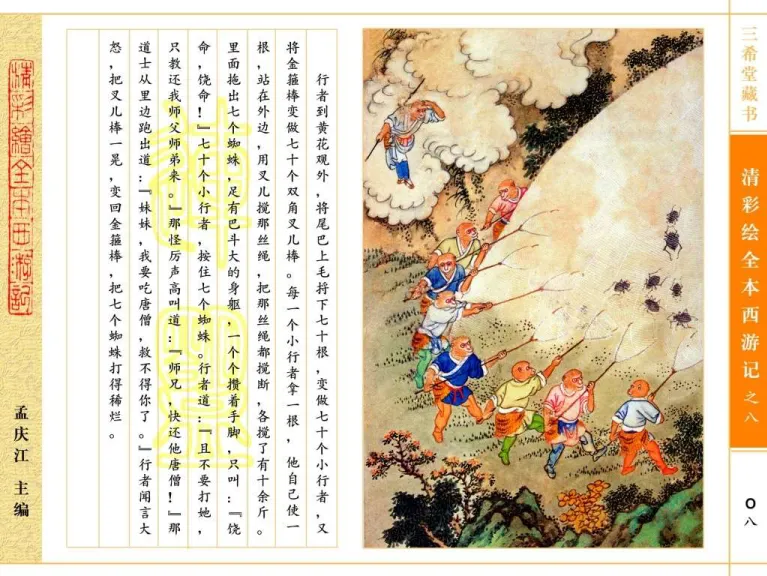 三希堂藏书
清彩绘全本西游记之八
〇八
行者到黄花观外，将尾巴上毛捋下七十根，变做七十个小行者，又
将金箍棒变做七十个双角叉儿棒。每一个小行者拿一根，他自己使一
根，站在外边，用叉儿搅那丝绳，把那丝绳都搅断，各搅了有十余斤。
里面拖出七个蜘蛛，足有巴斗大的身躯，一个个攒着手脚，只叫：『饶
命，饶命！』七十个小行者，按住七个蜘蛛。行者道：『且不要打她，
只教还我师父师弟来。』那怪厉声高叫道：『师兄，快还他唐僧！』那
道士从里边跑出道：『妹妹，我要吃唐僧，救不得你了。』行者闻言大
怒，把叉儿棒一晃，变回金箍棒，把七个蜘蛛打得稀烂。
清彩繪全本西游記
孟庆江 主编